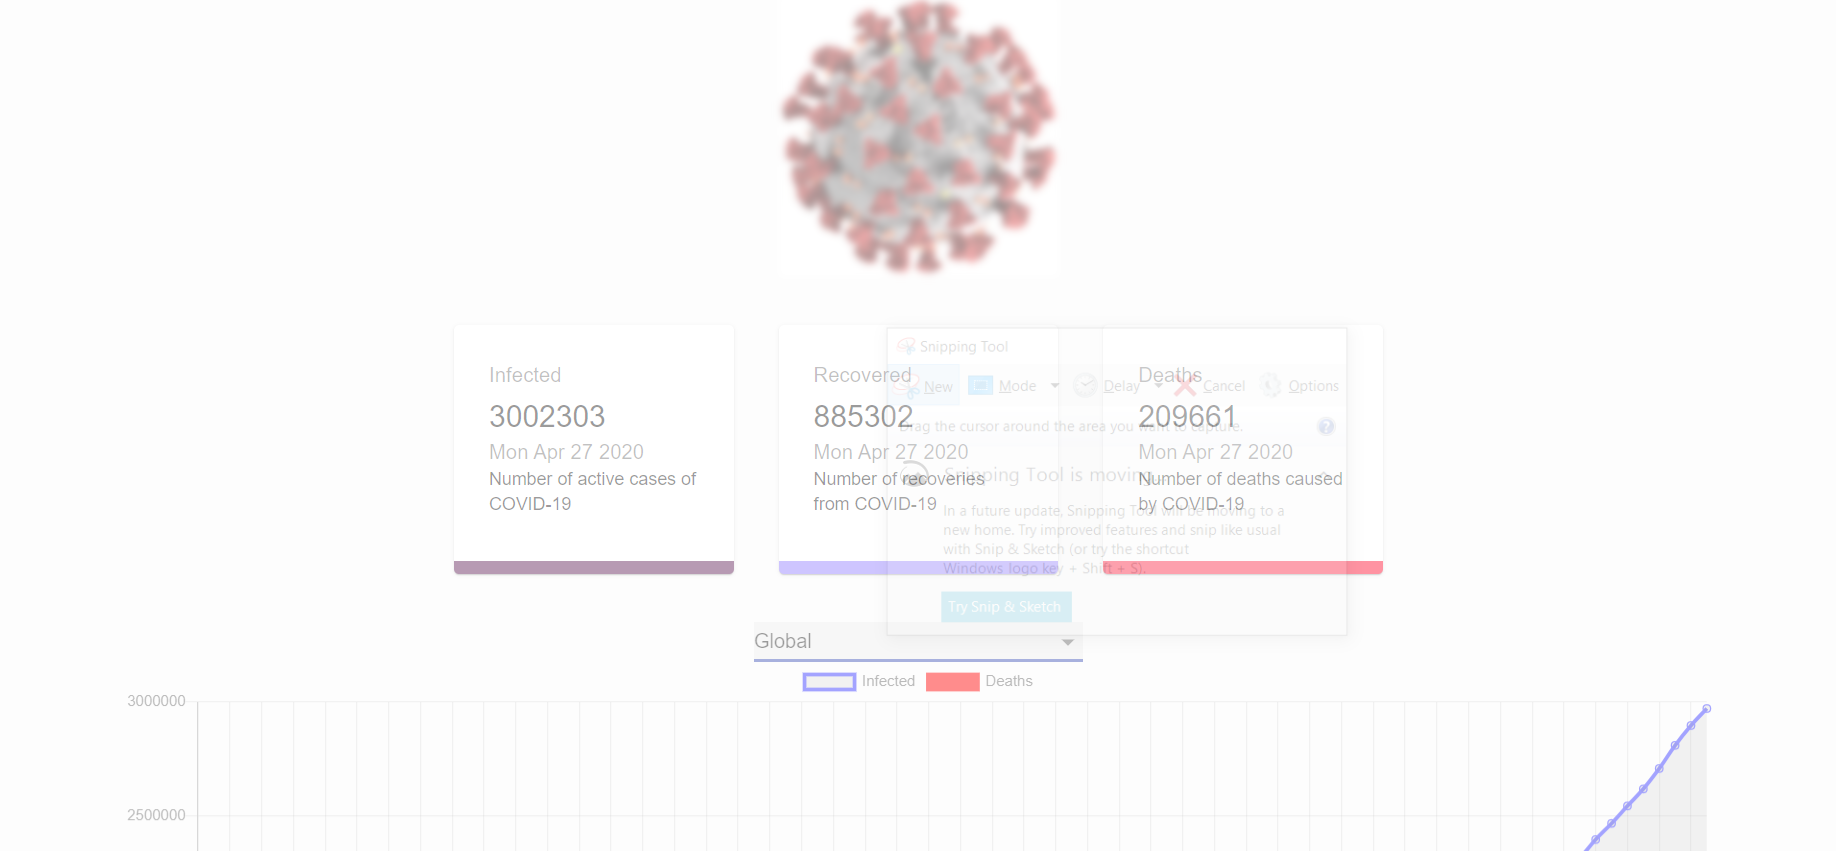 Infected
3002303
Mon Apr 27 2020
Number of active cases of
COVID-19
Recovered
885302
Mon Apr 27 2020
Number of recoveries
from COVID-19
Deaths
209661
Mon Apr 27 2020
Number of deaths caused
by COVID-19
Snipping Tool
New Mode Delay Cancel Options
Drag the cursor around the area you want to capture.
?
Snipping Tool is moving...
In a future update, Snipping Tool will be moving to a
new home. Try improved features and snip like usual
with Snip & Sketch (or try the shortcut
Windows logo key + Shift + S).
Try Snip & Sketch
Global
Infected Deaths
3000000
2500000